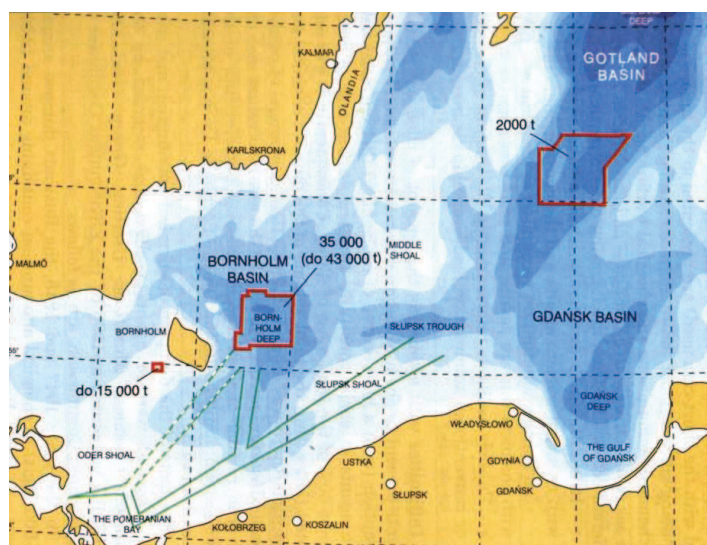 DEEP
GOTLAND
BASIN
KALMAR
OLANDIA
2000 t
KARLSKRONA
35 000
(do 43 000 t)
MIDDLE
SHOAL
BORNHOLM
BASIN
MALMÖ
BORN-
HOLM
DEEP
GDAŃSK BASIN
BORNHOLM
SŁUPSK TROUGH
55°
do 15 000 t
SŁUPSK SHOAL
GDAŃSK
DEEP
WŁADYSŁOWO
ODER SHOAL
USTKA
GDYNIA
THE GULF
OF GDAŃSK
SŁUPSK
GDAŃSK
THE POMERANIAN
BAY
KOŁOBRZEG
KOSZALIN